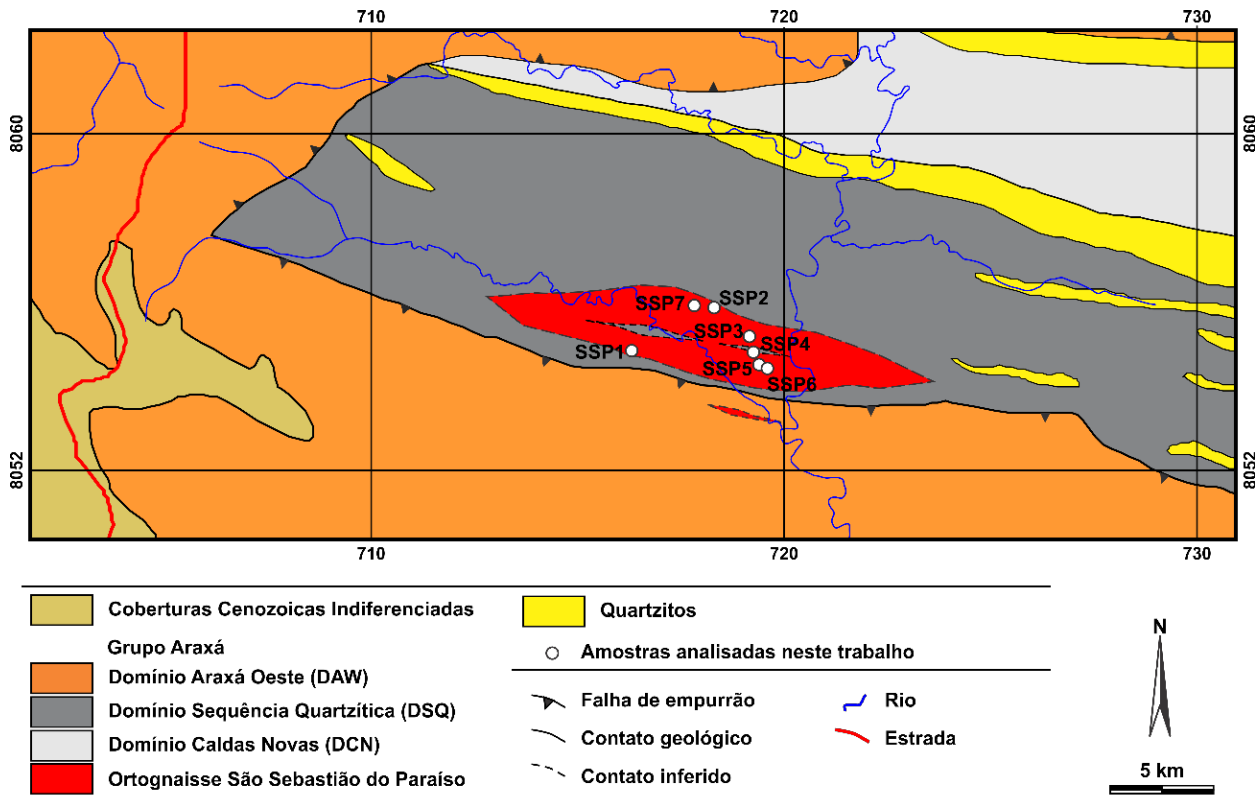 710
720
730
8060
8060
SSP7
SSP2
SSP3
SSP4
SSP1
SSP5
SSP6
8052
8052
710
720
730
Coberturas Cenozoicas Indiferenciadas
Grupo Araxá
Domínio Araxá Oeste (DAW)
Domínio Sequência Quartzítica (DSQ)
Domínio Caldas Novas (DCN)
Ortognaisse São Sebastião do Paraíso
Quartzitos
Amostras analisadas neste trabalho
Falha de empurrão
Contato geológico
Contato inferido
Rio
Estrada
N
5 km